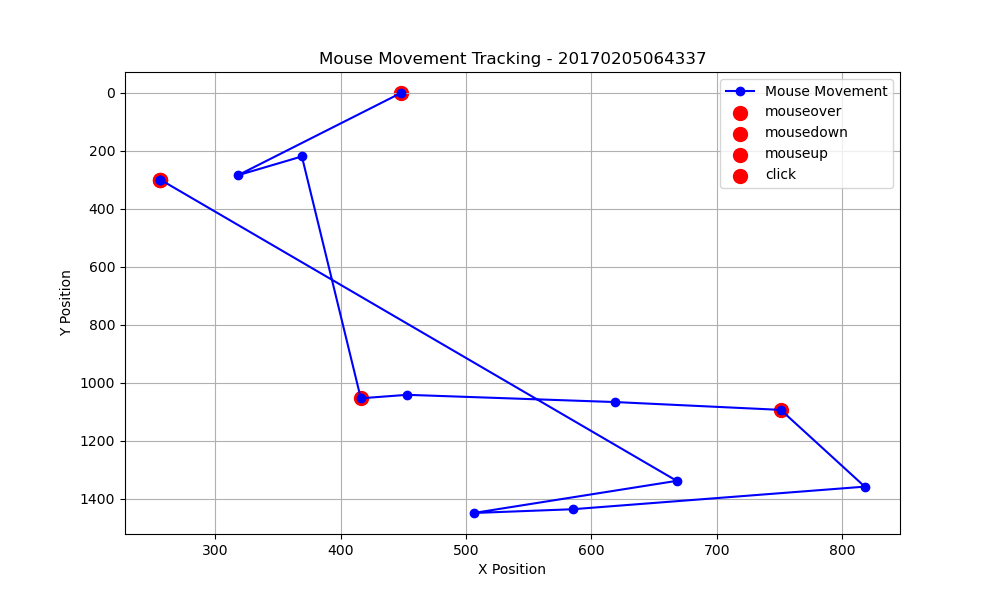 Mouse Movement Tracking - 20170205064337
Mouse Movement
mouseover
mousedown
mouseup
click
0
200
400
600
800
1000
1200
1400
Y Position
300 400 500 600 700 800
X Position